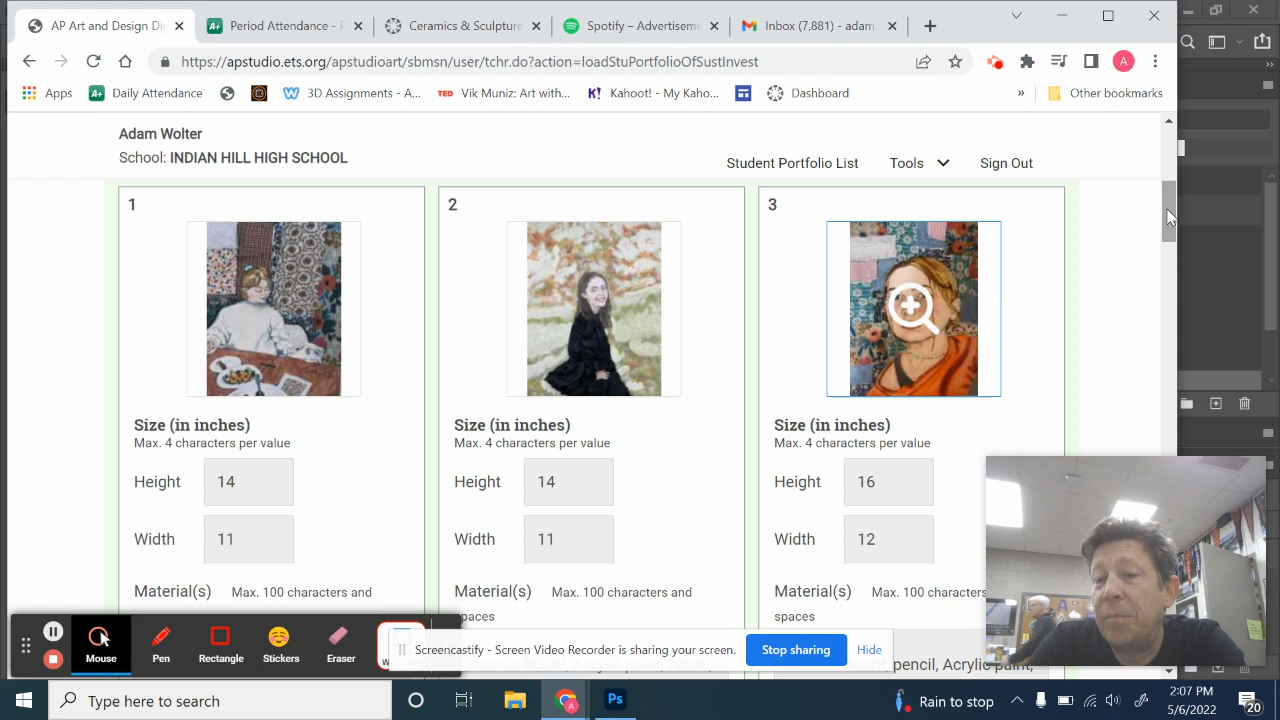 AP Art and Design Di
Period Attendance - P
Ceramics & Sculpture
Spotify – Advertiseme
Inbox (7,881) - adam.
https://apstudio.ets.org/apstudioart/sbmsn/user/tchr.do?action=loadStuPortfolioOfSustInvest
A
Apps
A+ Daily Attendance
3D Assignments - A...
TED Vik Muniz: Art with...
K! Kahoot! - My Kaho...
Dashboard
»
Other bookmarks
Adam Wolter
School: INDIAN HILL HIGH SCHOOL
Student Portfolio List
Tools
Sign Out
1
2
3
Size (in inches)
Size (in inches)
Size (in inches)
Max. 4 characters per value
Max. 4 characters per value
Max. 4 characters per value
Height 14
Height 14
Height 16
Width 11
Width 11
Width 12
Material(s) Max. 100 characters and
Material(s) Max. 100 characters and
spaces
Material(s) Max. 100 characters
spaces
pencil, Acrylic paint,
Mouse
Pen
Rectangle
Stickers
Eraser
Screencastify - Screen Video Recorder is sharing your screen.
Stop sharing
Hide
Type here to search
Ps
Rain to stop
2:07 PM
5/6/2022
20